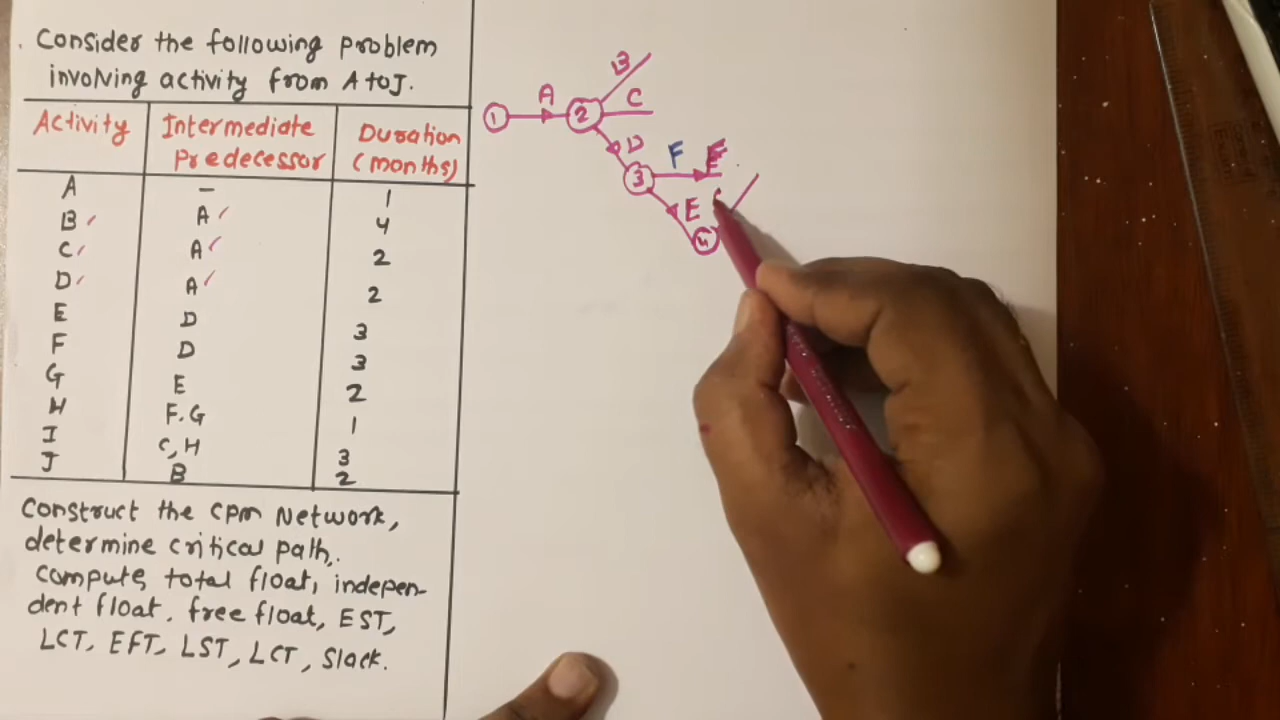 Consider the following problem
involving activity from A to J.
Activity Intermediate Predecessor Duration (months)
A - 1
B A 4
C A 2
D A 2
E D 3
F D 3
G E 2
H F,G 1
I C,H 3
J B 2
Construct the CPM Network,
determine critical path.
Compute total float, indepen-
dent float, free float, EST,
LCT, EFT, LST, LCT, Slack.
1 A 2 B
C
D
3 F
E
4